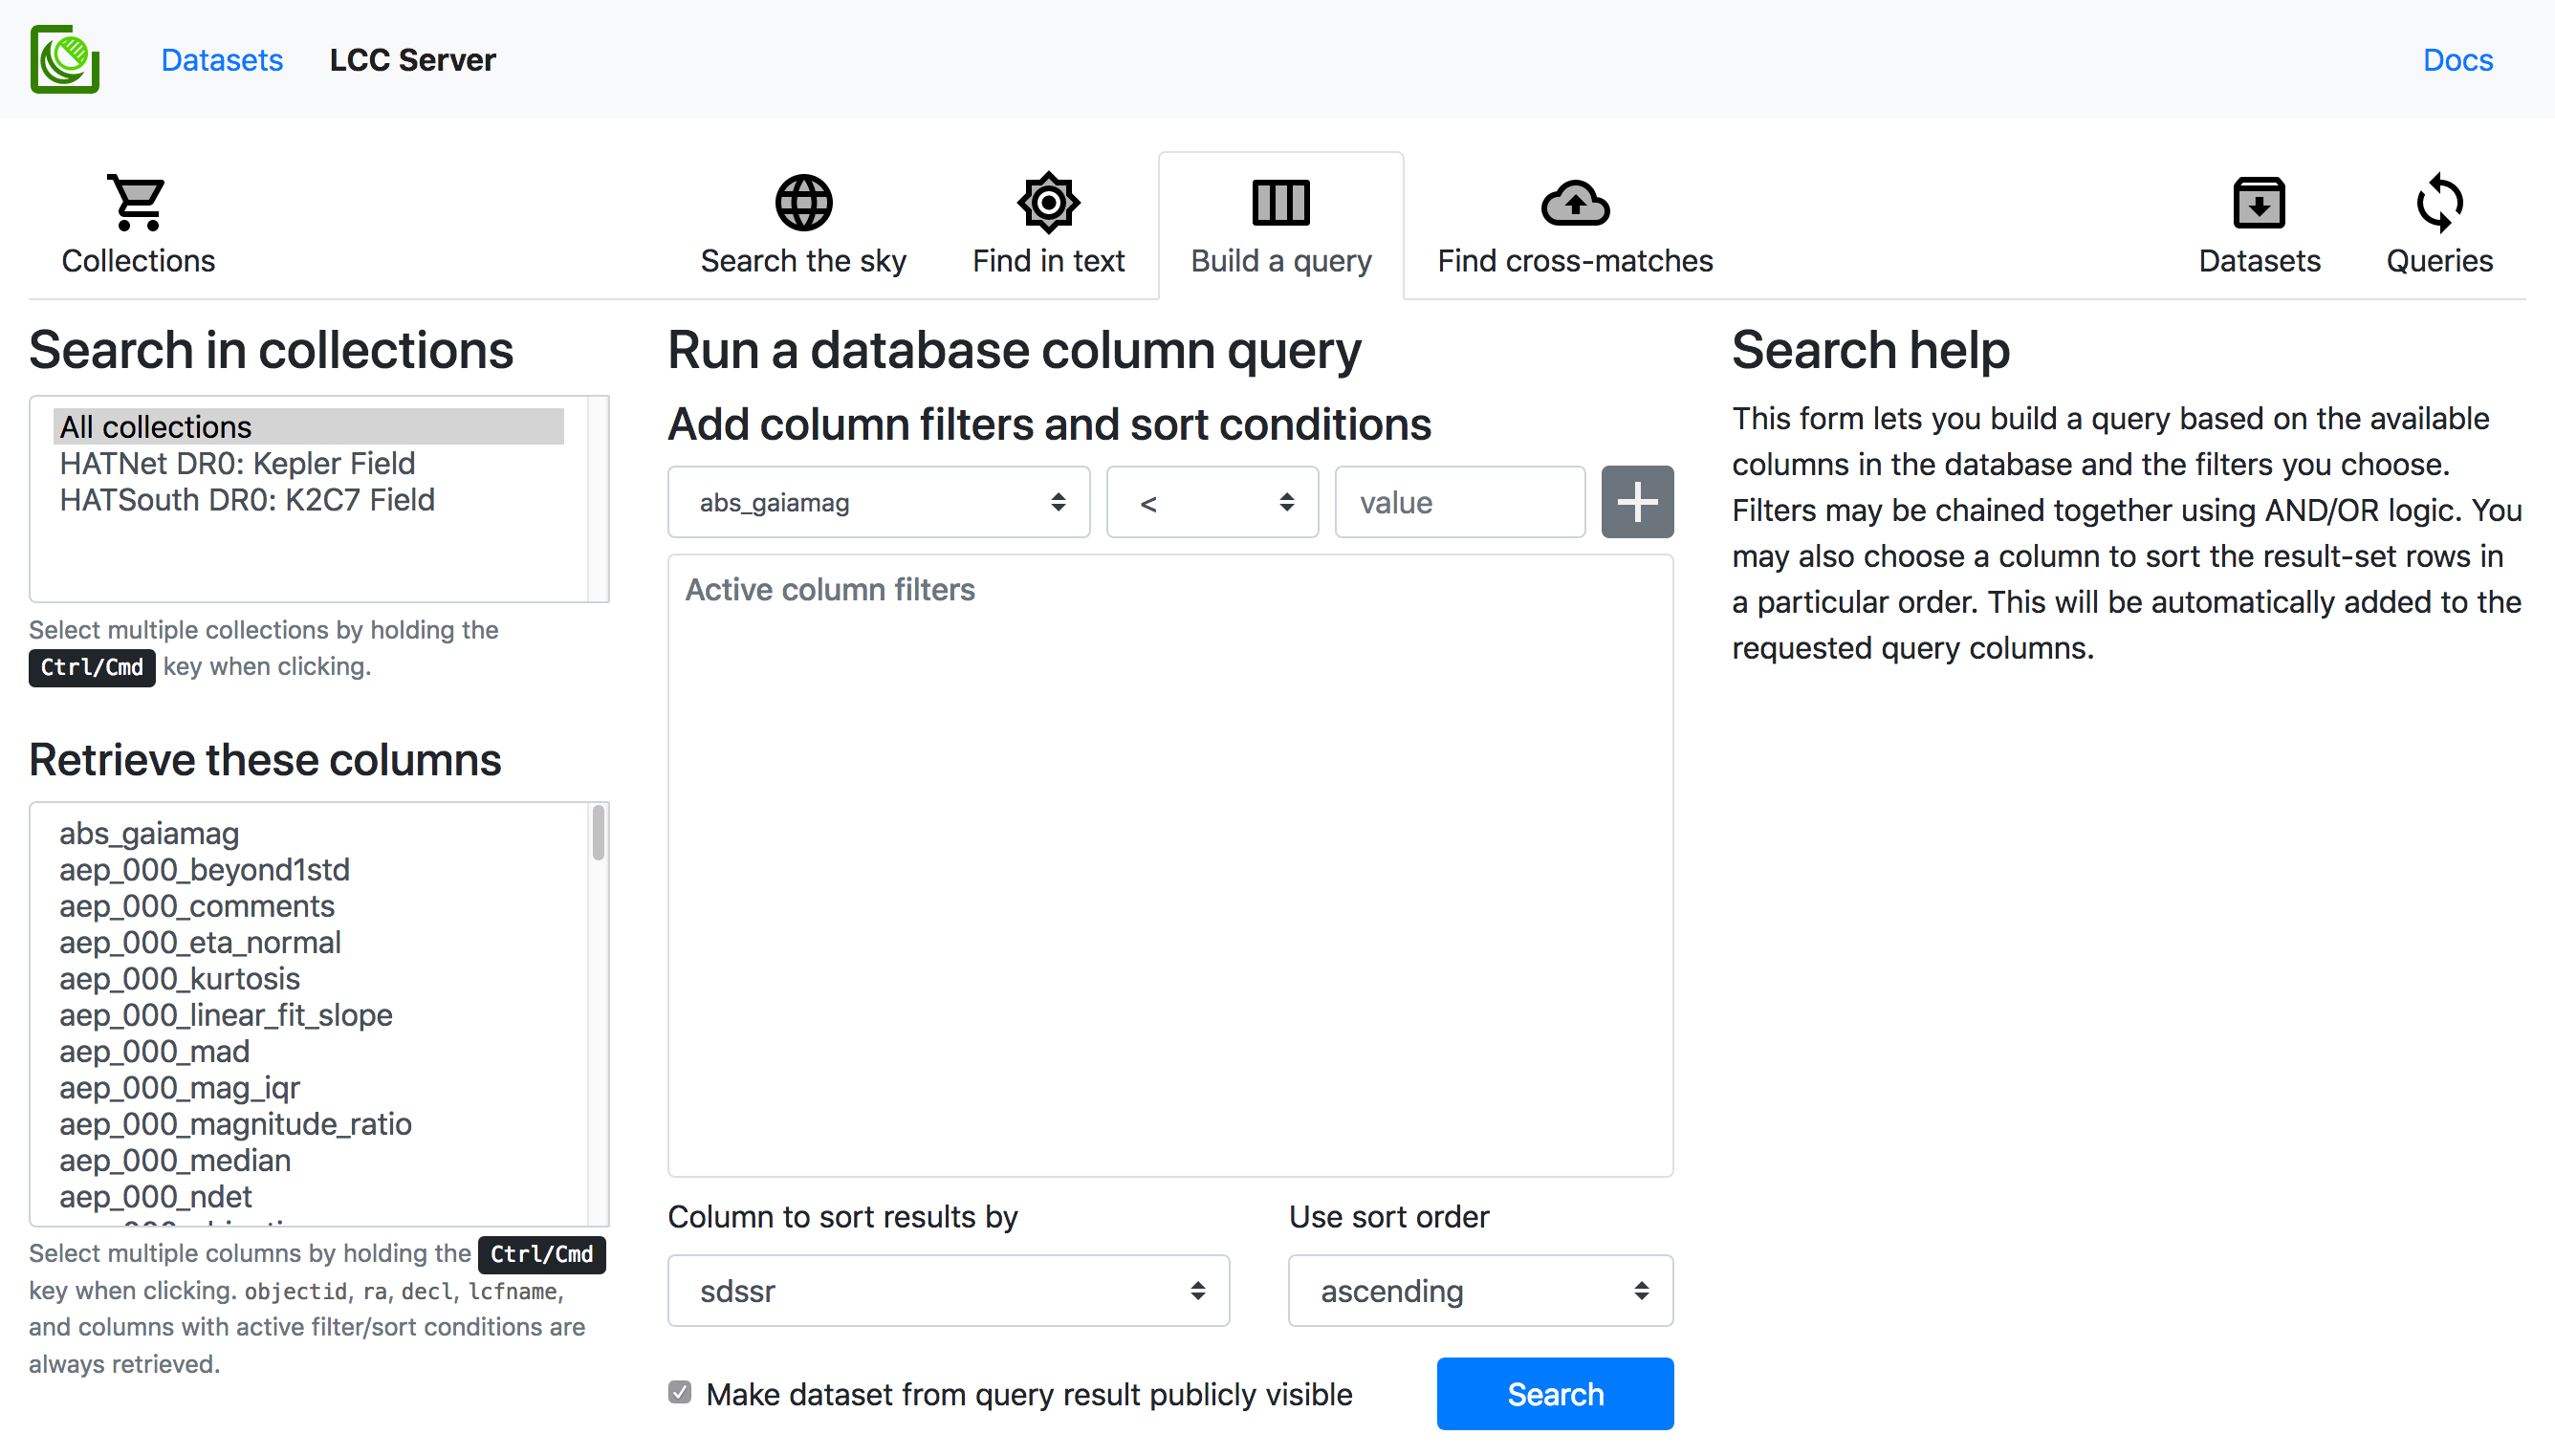 Datasets
LCC Server
Docs
Collections
Search the sky
Find in text
Build a query
Find cross-matches
Datasets
Queries
Search in collections
All collections
HATNet DR0: Kepler Field
HATSouth DR0: K2C7 Field
Select multiple collections by holding the
Ctrl/Cmd key when clicking.
Retrieve these columns
abs_gaiamag
aep_000_beyond1std
aep_000_comments
aep_000_eta_normal
aep_000_kurtosis
aep_000_linear_fit_slope
aep_000_mad
aep_000_mag_iqr
aep_000_magnitude_ratio
aep_000_median
aep_000_ndet
Select multiple columns by holding the Ctrl/Cmd
key when clicking. objectid, ra, decl, lcfname,
and columns with active filter/sort conditions are
always retrieved.
Run a database column query
Add column filters and sort conditions
abs_gaiamag
<
value
Active column filters
Column to sort results by
Use sort order
sdssr
ascending
Make dataset from query result publicly visible
Search
Search help
This form lets you build a query based on the available
columns in the database and the filters you choose.
Filters may be chained together using AND/OR logic. You
may also choose a column to sort the result-set rows in
a particular order. This will be automatically added to the
requested query columns.